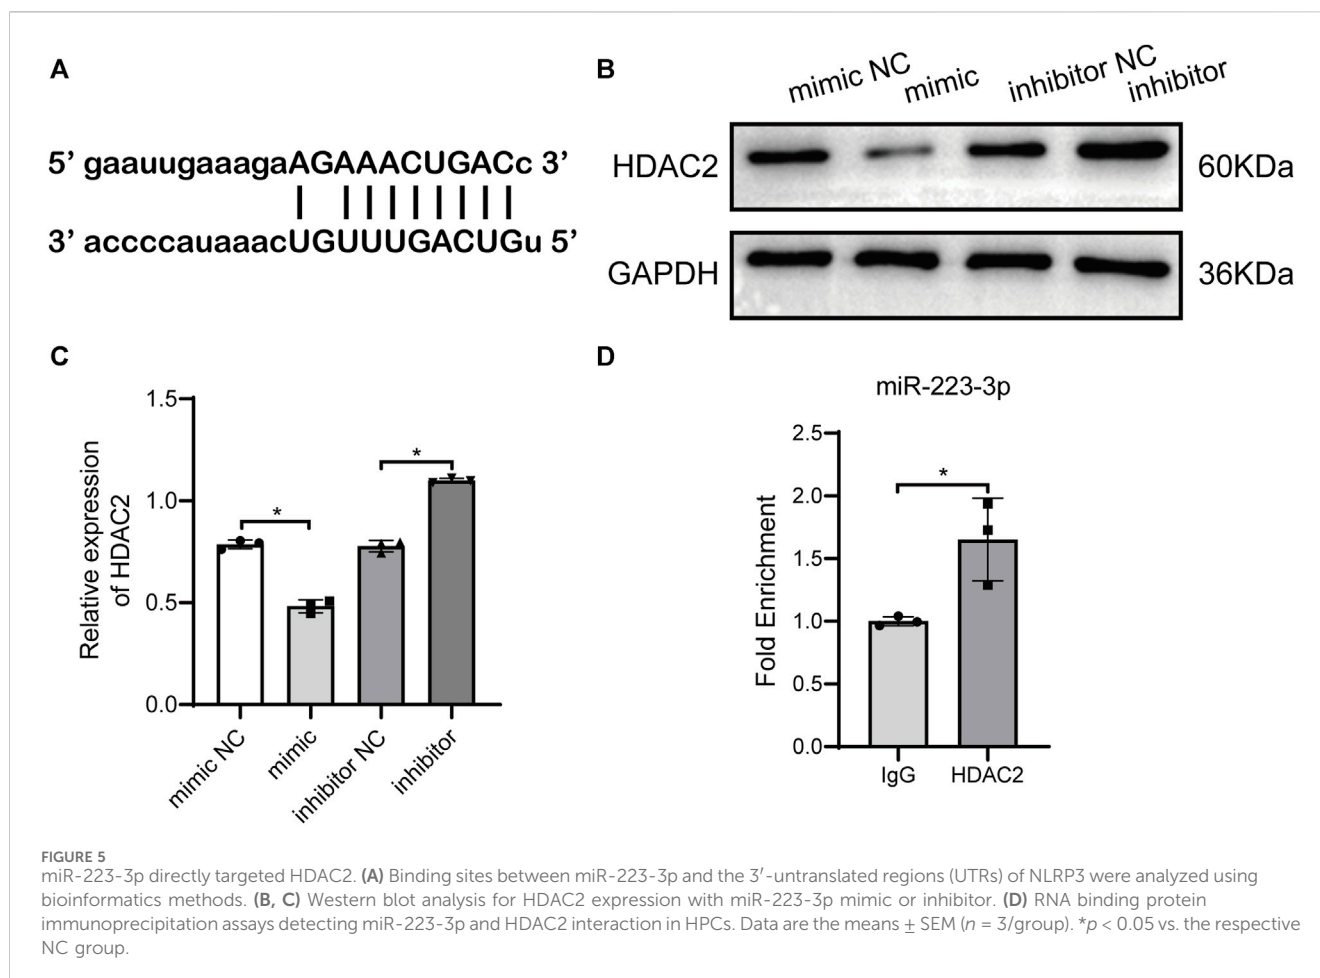 A
5’ gaauugaaagaAGAAACUGACc 3’
3’ accccauaaacUGUUUGACUGu 5’
B
mimic NC
mimic
inhibitor NC
inhibitor
HDAC2
60KDa
GAPDH
36KDa
C
Relative expression
of HDAC2
1.5
1.0
0.5
0.0
*
*
mimic NC
mimic
inhibitor NC
inhibitor
D
miR-223-3p
Fold Enrichment
2.5
2.0
1.5
1.0
0.5
0.0
*
IgG
HDAC2
FIGURE 5
miR-223-3p directly targeted HDAC2. (A) Binding sites between miR-223-3p and the 3′-untranslated regions (UTRs) of NLRP3 were analyzed using
bioinformatics methods. (B, C) Western blot analysis for HDAC2 expression with miR-223-3p mimic or inhibitor. (D) RNA binding protein
immunoprecipitation assays detecting miR-223-3p and HDAC2 interaction in HPCs. Data are the means ± SEM (n = 3/group). *p < 0.05 vs. the respective
NC group.